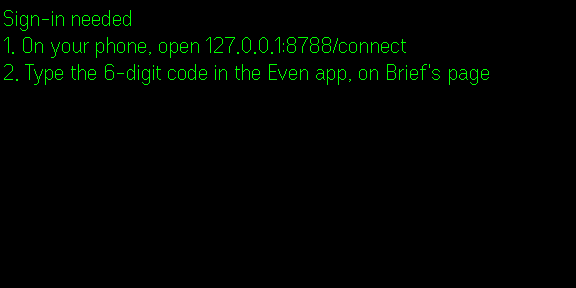 Sign-in needed
1. On your phone, open 127.0.0.1:8788/connect
2. Type the 6-digit code in the Even app, on Brief's page